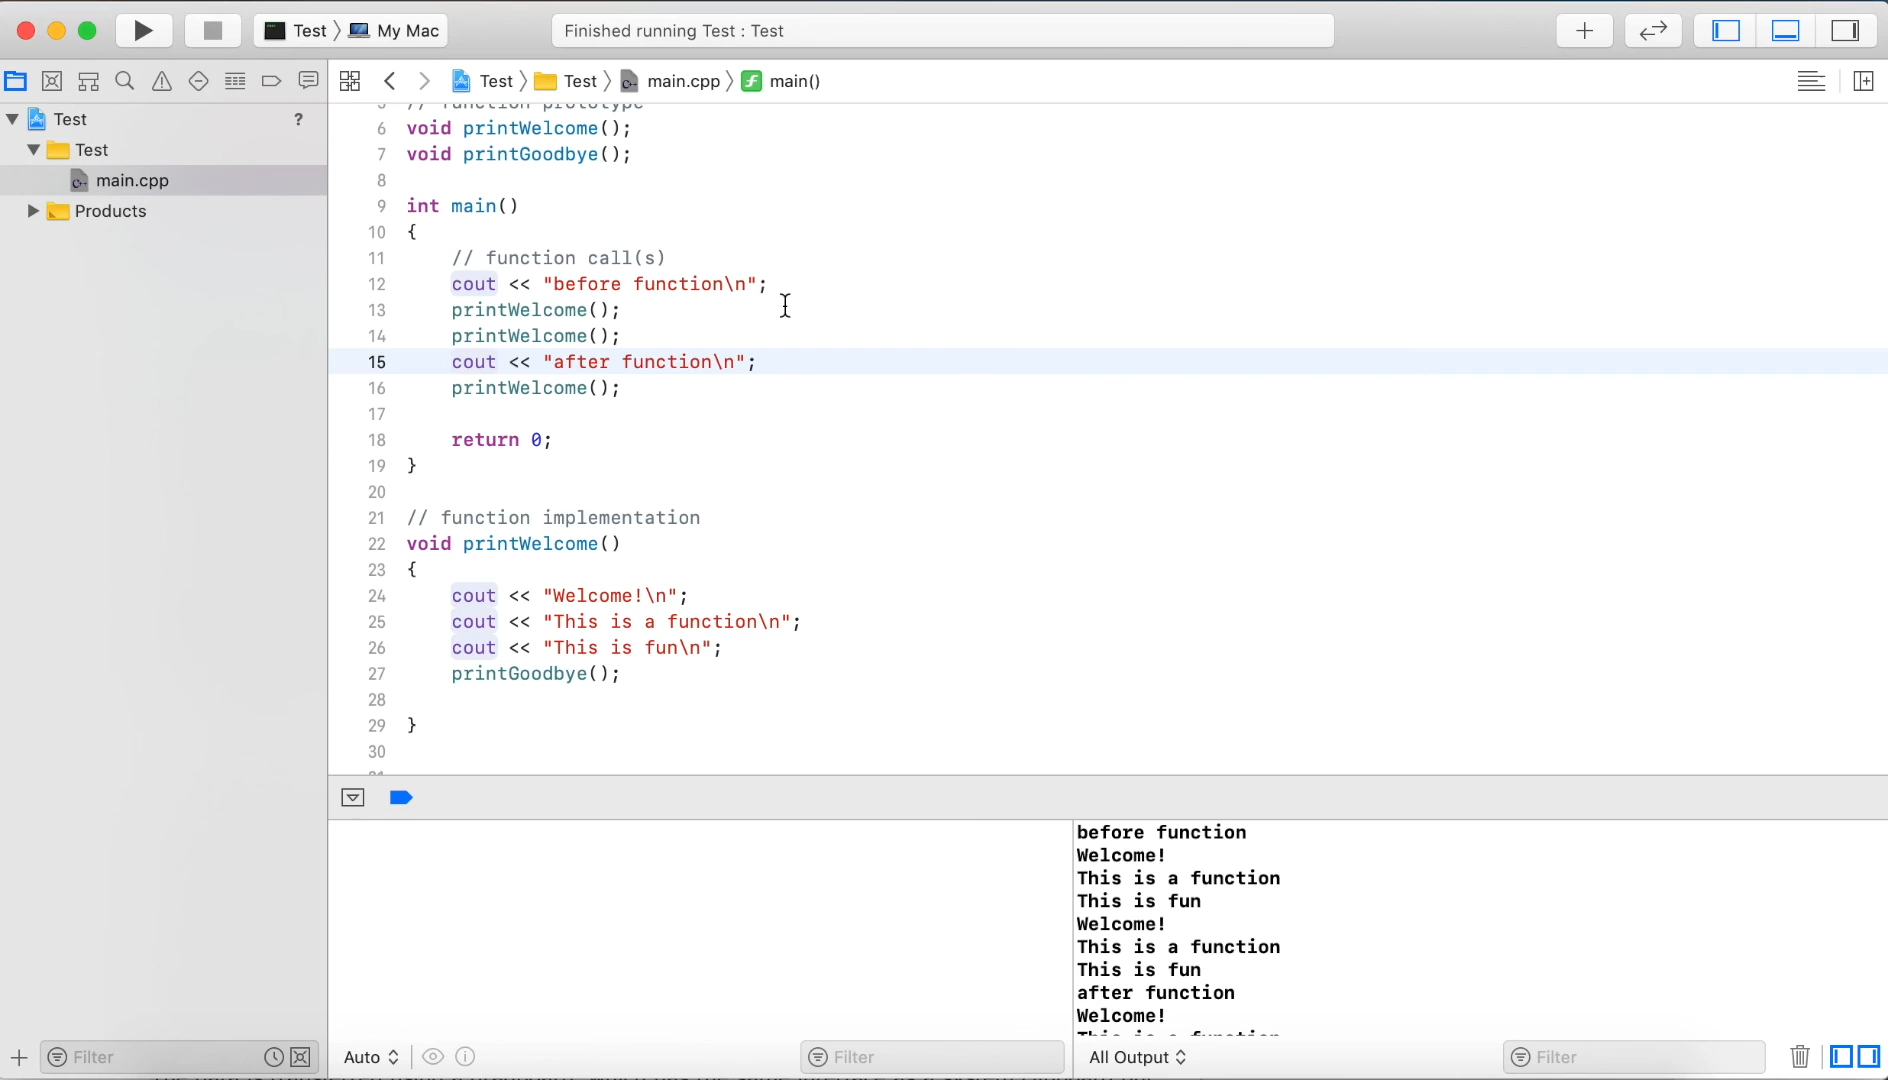 Test 〉 My Mac
Finished running Test : Test
Test 〉 Test 〉 main.cpp 〉 main()
Test ?
Test
main.cpp
Products
// function prototype
6 void printWelcome();
7 void printGoodbye();
8
9 int main()
10 {
11 // function call(s)
12 cout << "before function\n";
13 printWelcome();
14 printWelcome();
15 cout << "after function\n";
16 printWelcome();
17
18 return 0;
19 }
20
21 // function implementation
22 void printWelcome()
23 {
24 cout << "Welcome!\n";
25 cout << "This is a function\n";
26 cout << "This is fun\n";
27 printGoodbye();
28
29 }
30
before function
Welcome!
This is a function
This is fun
Welcome!
This is a function
This is fun
after function
Welcome!
This is a function
Filter
Auto
Filter
All Output
Filter